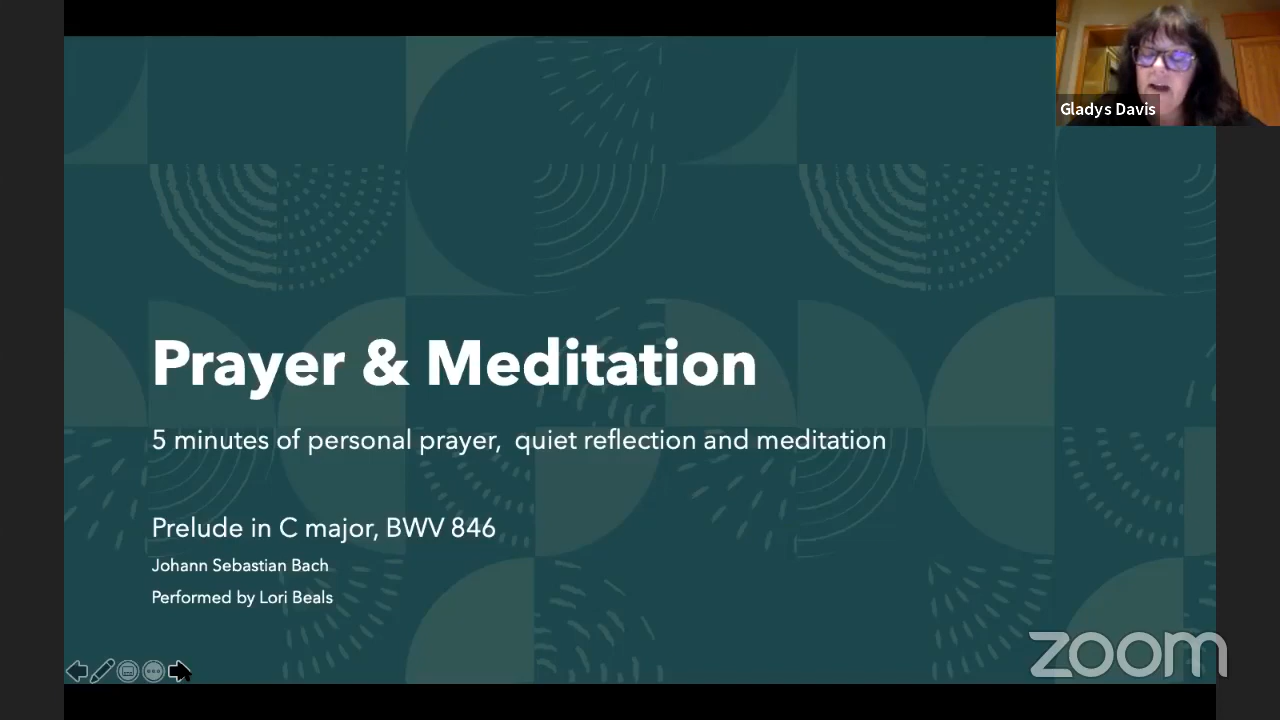 Gladys Davis
Prayer & Meditation
5 minutes of personal prayer,  quiet reflection and meditation
Prelude in C major, BWV 846
Johann Sebastian Bach
Performed by Lori Beals
zoom